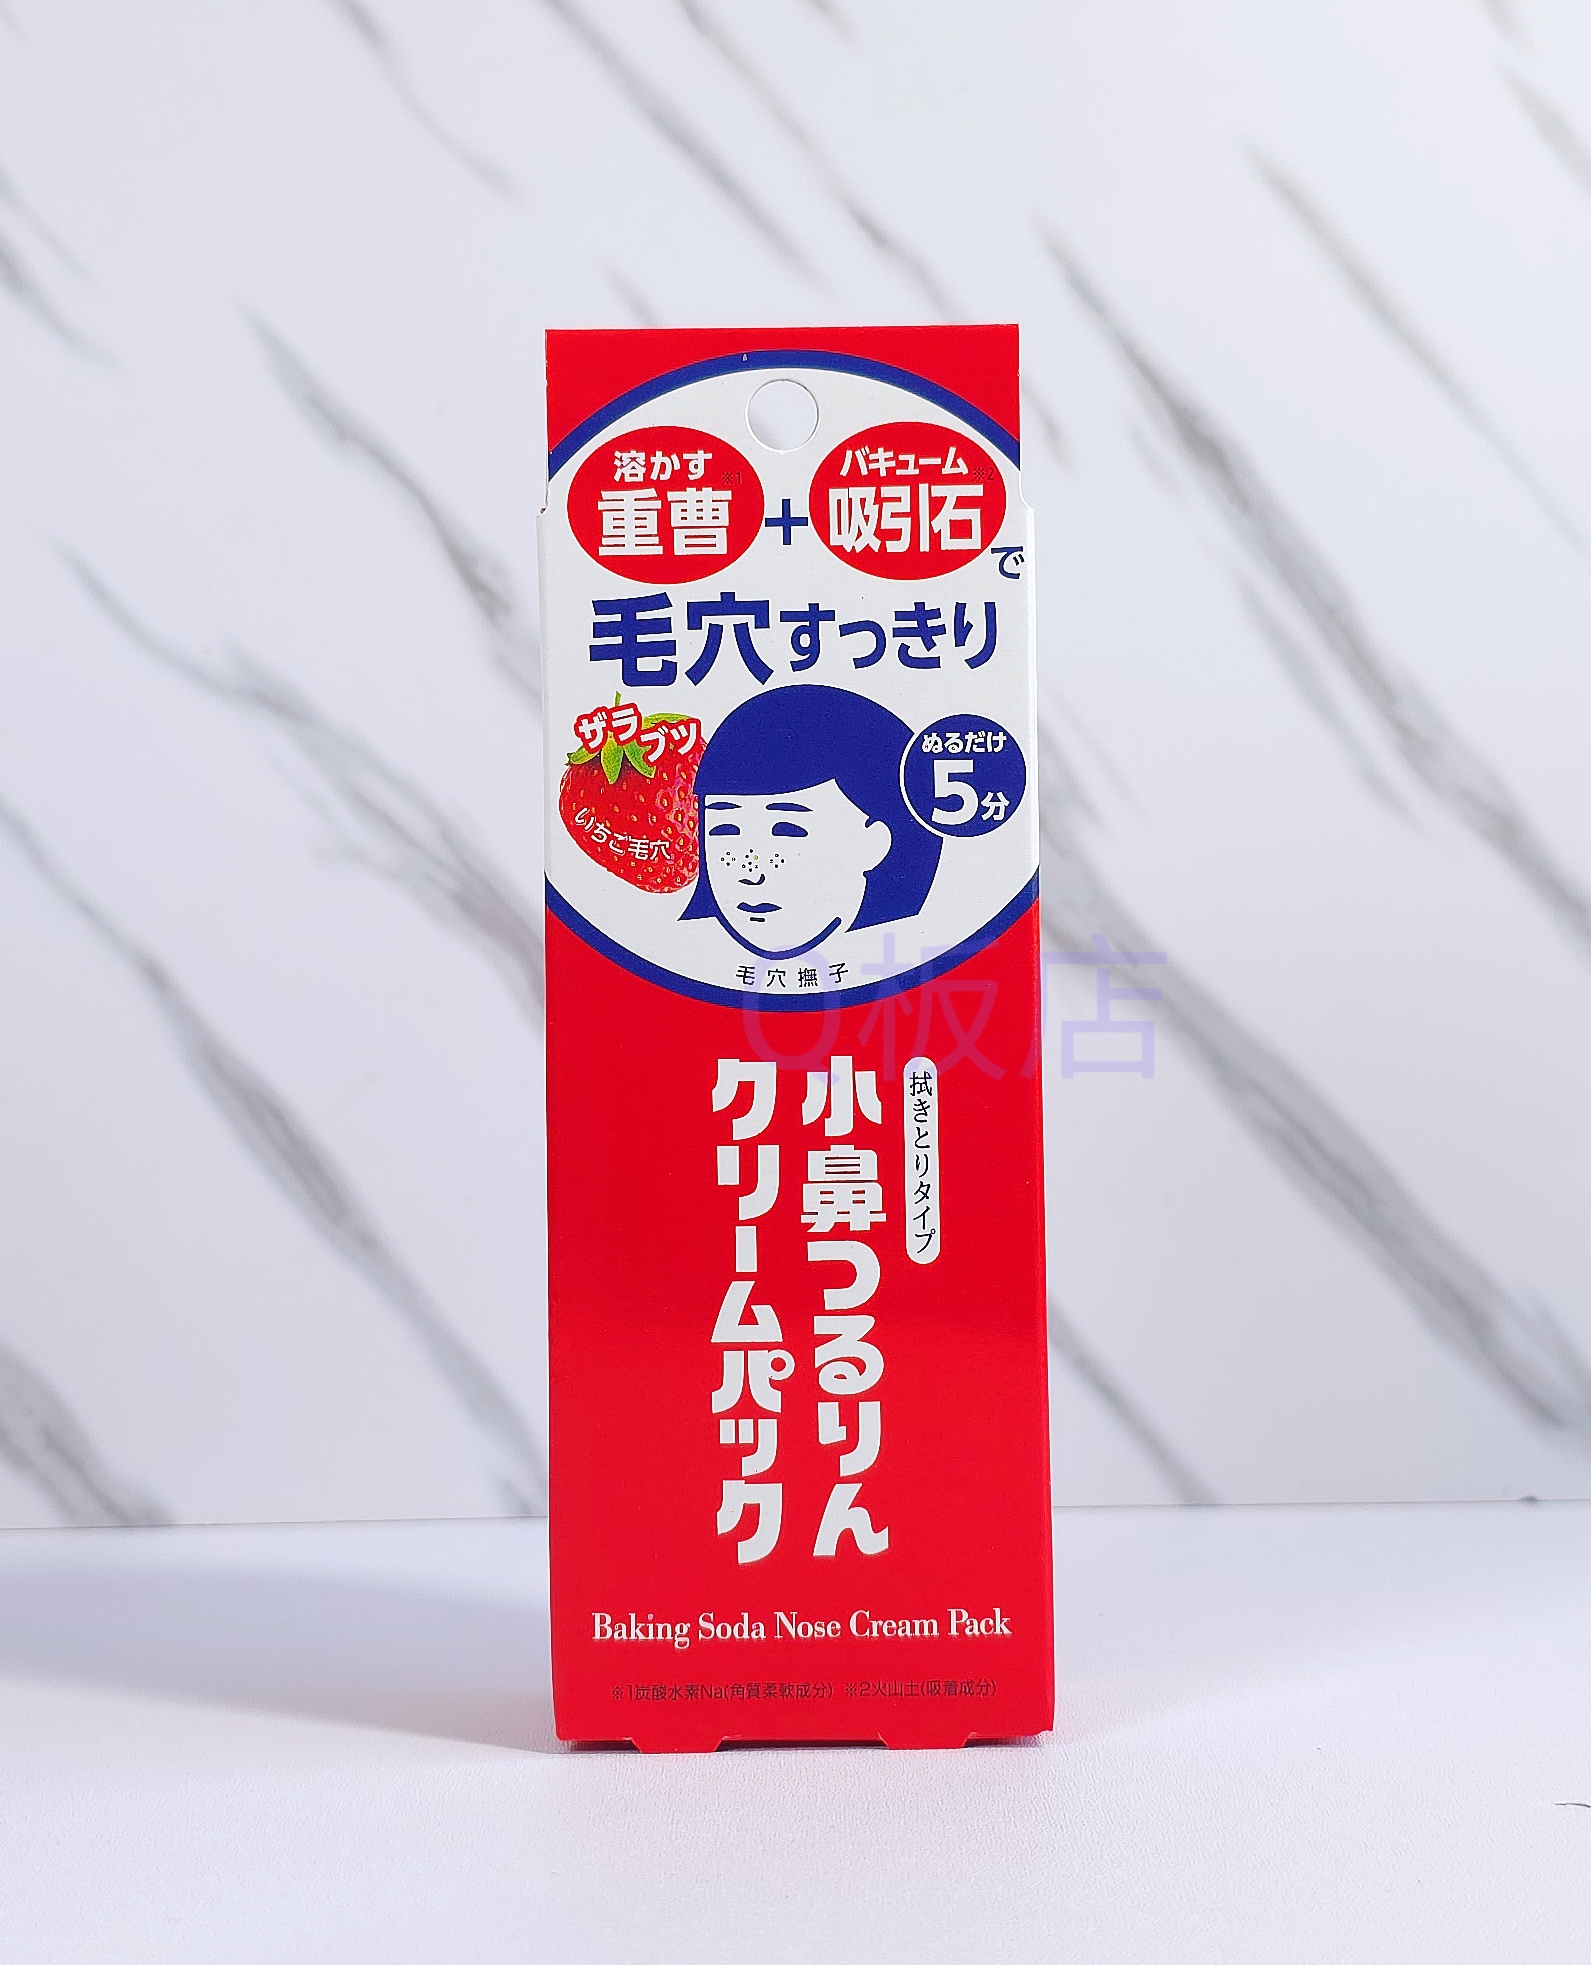 溶かす※1
重曹
+
バキューム※2
吸引石
で
毛穴すっきり
ザラ
ブツ
いちご毛穴
ぬるだけ
5分
毛穴撫子
Q板店
拭きとりタイプ
小鼻つるりん
クリームパック
Baking Soda Nose Cream Pack
※1炭酸水素Na(角質柔軟成分) ※2火山土(吸着成分)